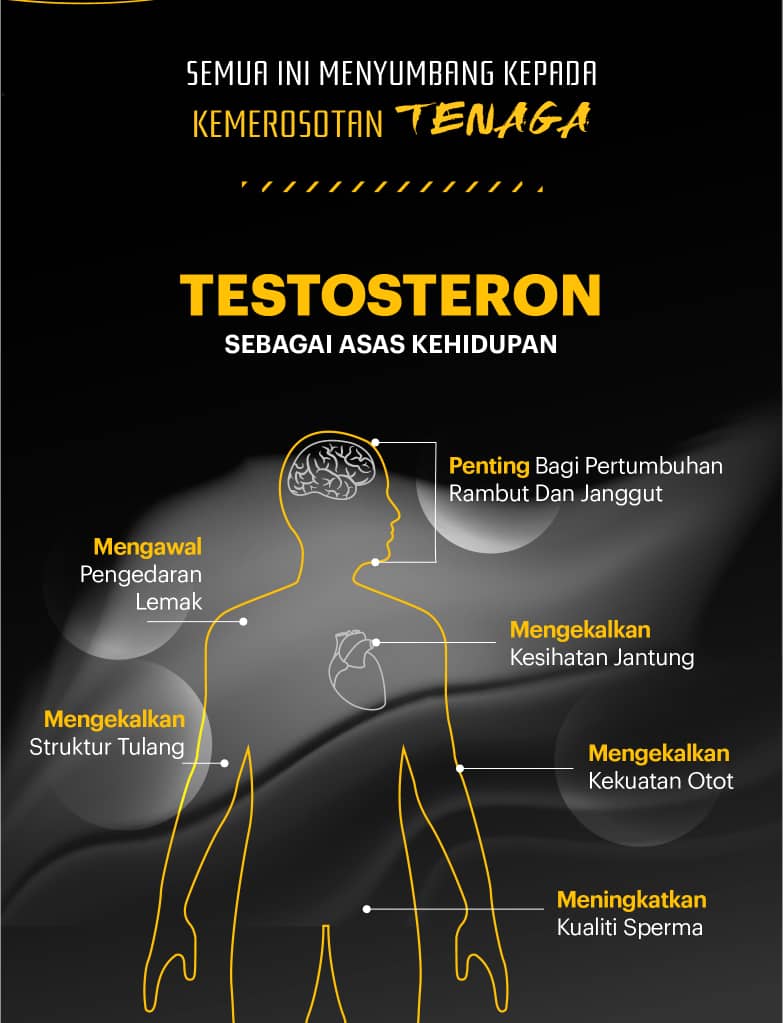 SEMUA INI MENYUMBANG KEPADA
KEMEROSOTAN TENAGA
TESTOSTERON
SEBAGAI ASAS KEHIDUPAN
Penting Bagi Pertumbuhan
Rambut Dan Janggut
Mengawal
Pengedaran
Lemak
Mengekalkan
Kesihatan Jantung
Mengekalkan
Struktur Tulang
Mengekalkan
Kekuatan Otot
Meningkatkan
Kualiti Sperma